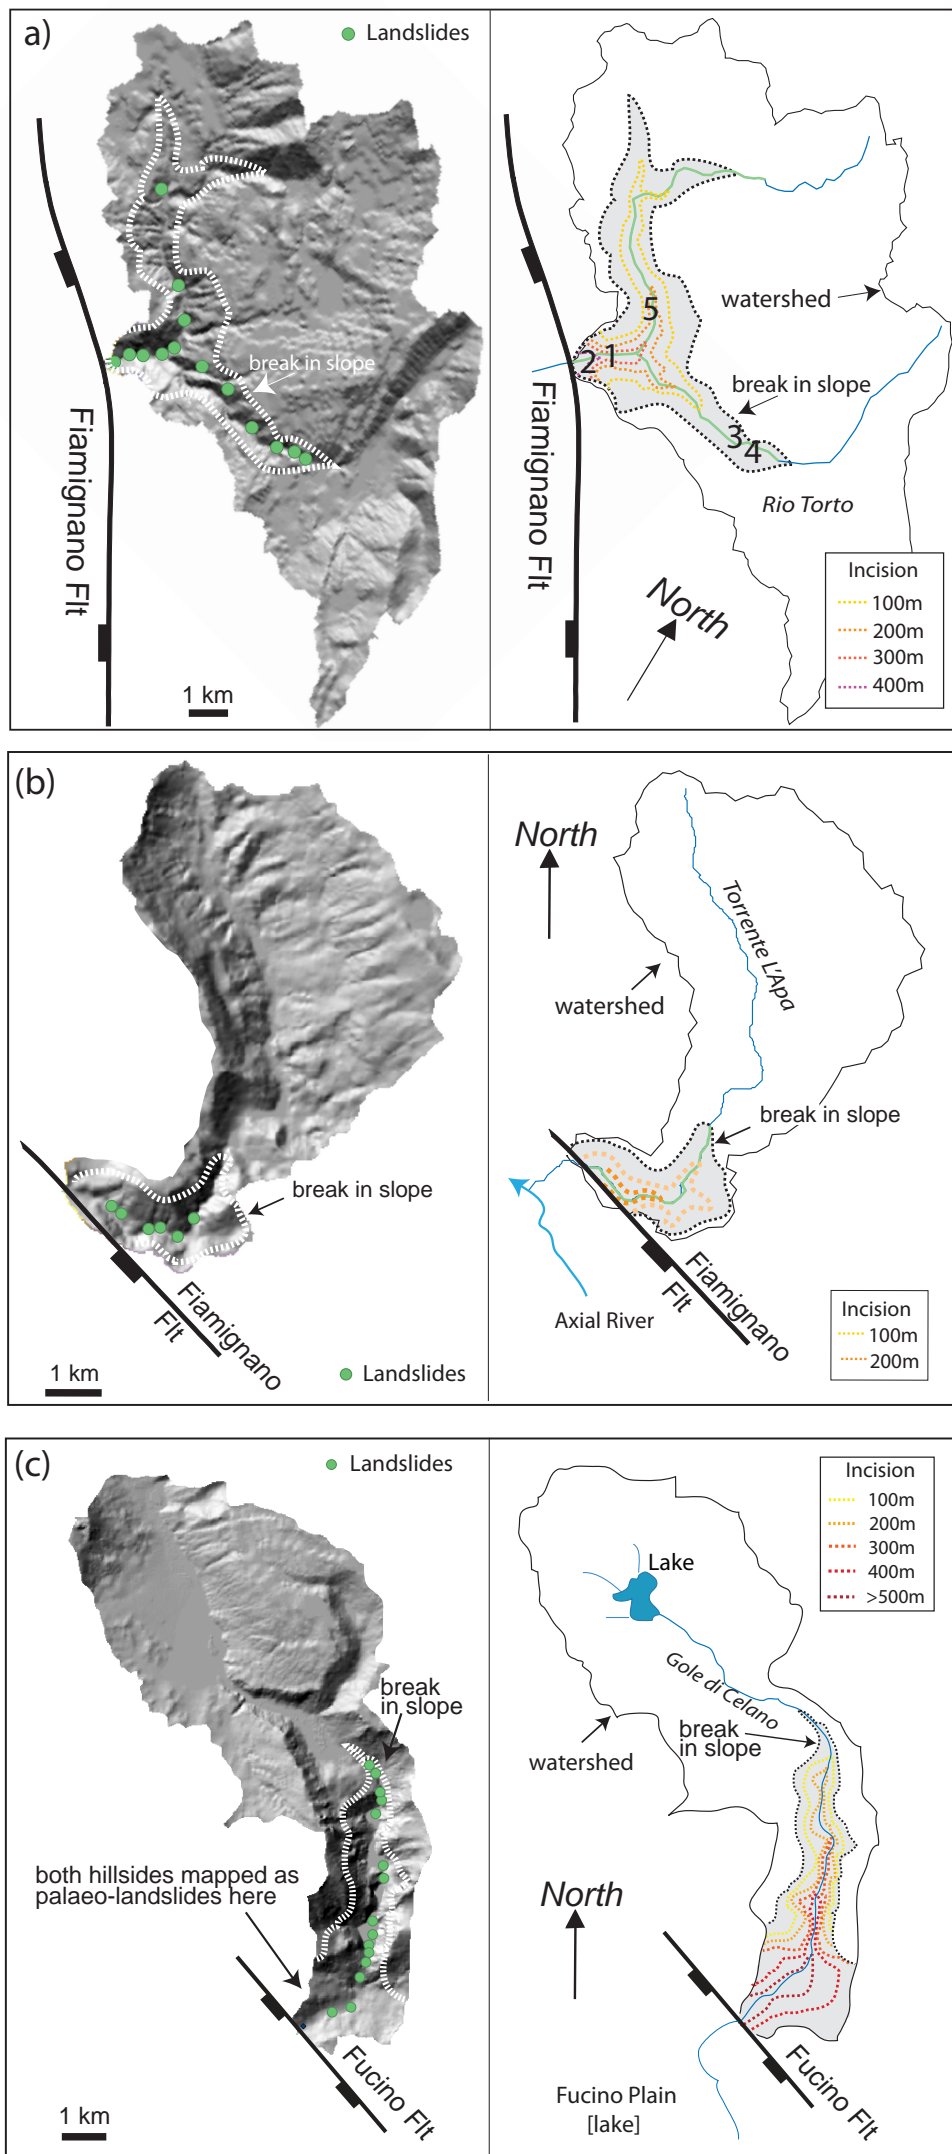 a)
Landslides
break in slope
Fiamignano Flt
1 km
watershed
5
2
1
break in slope
3
4
Rio Torto
Fiamignano Flt
North
Incision
100m
200m
300m
400m
(b)
break in slope
Fiamignano
Flt
1 km
Landslides
North
Torrente L'Apa
watershed
break in slope
Axial River
Fiamignano
Flt
Incision
100m
200m
(c)
Landslides
break
in slope
both hillsides mapped as
palaeo-landslides here
Fucino Flt
1 km
Incision
100m
200m
300m
400m
>500m
Lake
Gole di Celano
break
in slope
watershed
North
Fucino Flt
Fucino Plain
[lake]